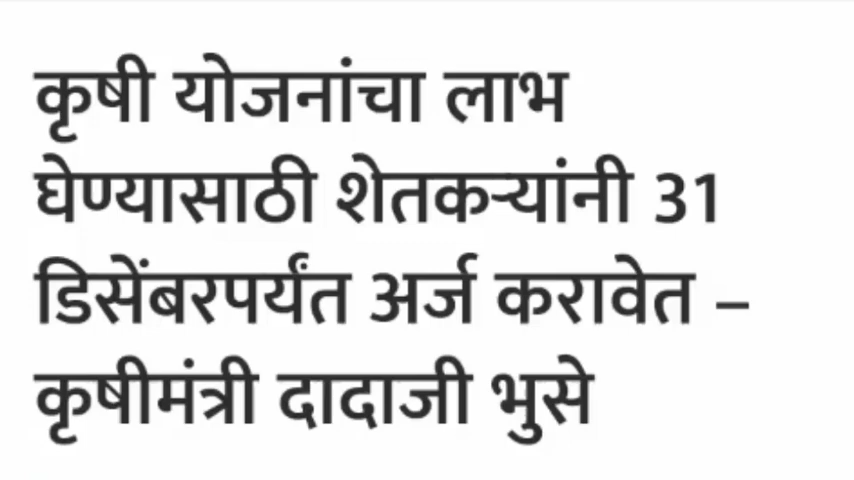 कृषी योजनांचा लाभ
घेण्यासाठी शेतकऱ्यांनी 31
डिसेंबरपर्यंत अर्ज करावेत –
कृषीमंत्री दादाजी भुसे